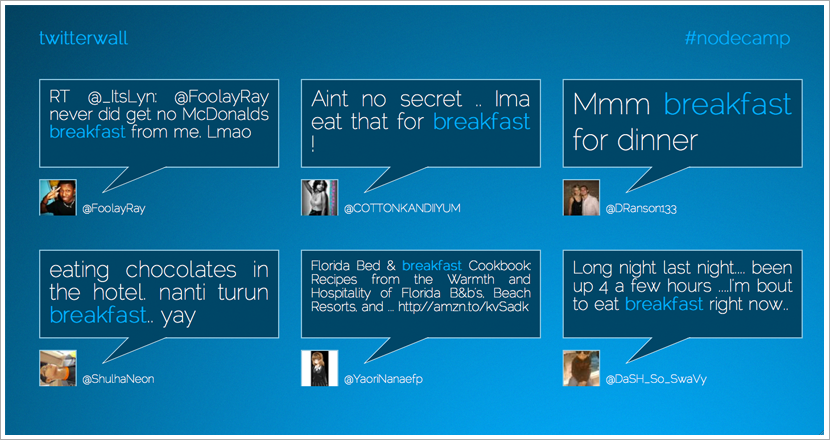 twitterwall
#nodecamp
RT @_ItsLyn: @FoolayRay
never did get no McDonalds
breakfast from me. Lmao
@FoolayRay
Aint no secret .. Ima
eat that for breakfast
!
@COTTONKANDIIYUM
Mmm breakfast
for dinner
@DRanson133
eating chocolates in
the hotel. nanti turun
breakfast.. yay
@ShulhaNeon
Florida Bed & breakfast Cookbook:
Recipes from the Warmth and
Hospitality of Florida B&b's, Beach
Resorts, and ... http://amzn.to/kvSadk
@YaoriNanaefp
Long night last night.... been
up 4 a few hours ....I'm bout
to eat breakfast right now..
@DaSH_So_SwaVy